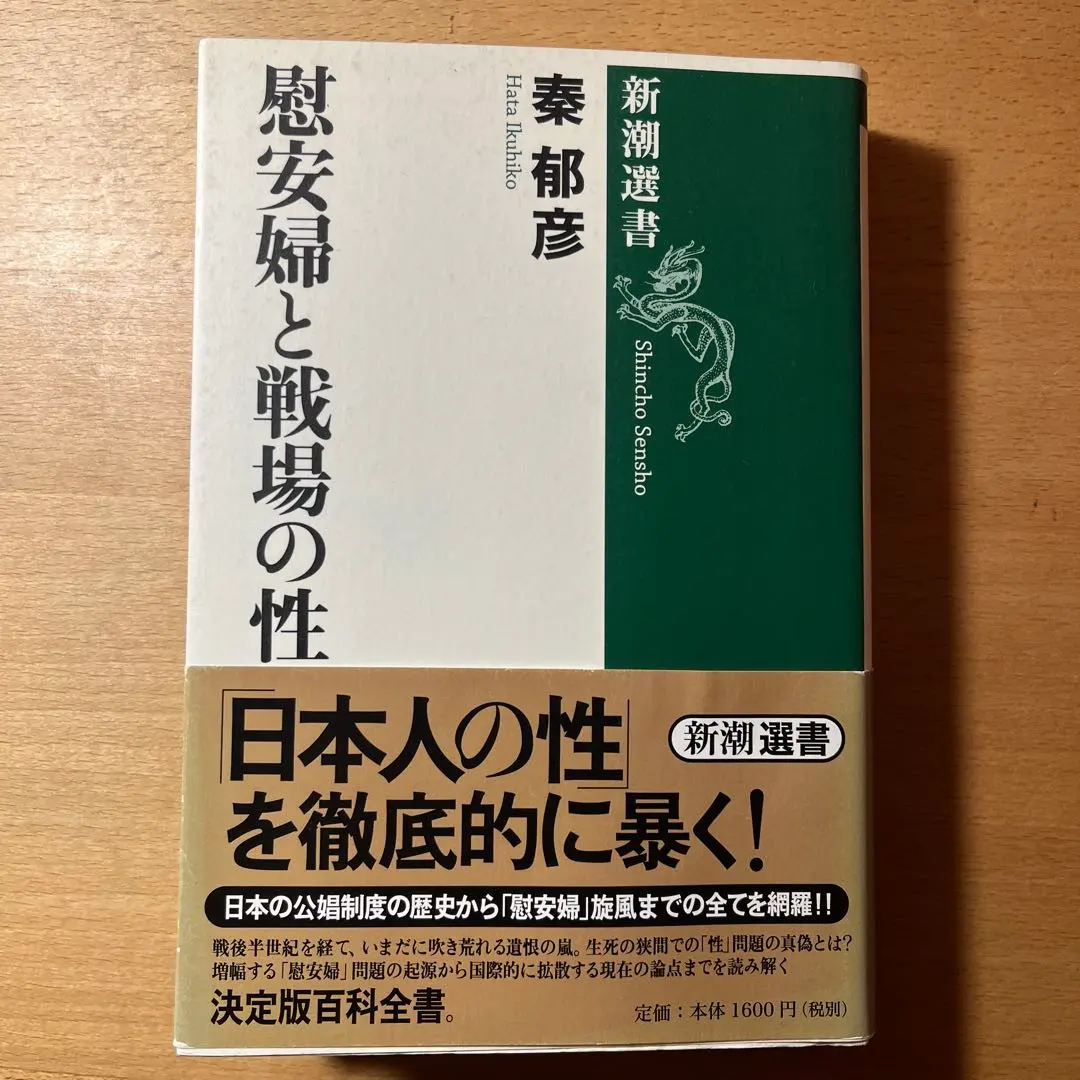 新潮選書
Shincho Sensho
秦 郁彦
Hata Ikuhiko
慰安婦と戦場の性
「日本人の性」
を徹底的に暴く!
新潮選書
日本の公娼制度の歴史から「慰安婦」旋風までの全てを網羅!!
戦後半世紀を経て、いまだに吹き荒れる遺恨の嵐。生死の狭間での「性」問題の真偽とは?
増幅する「慰安婦」問題の起源から国際的に拡散する現在の論点までを読み解く
決定版百科全書。
定価:本体1600円(税別)